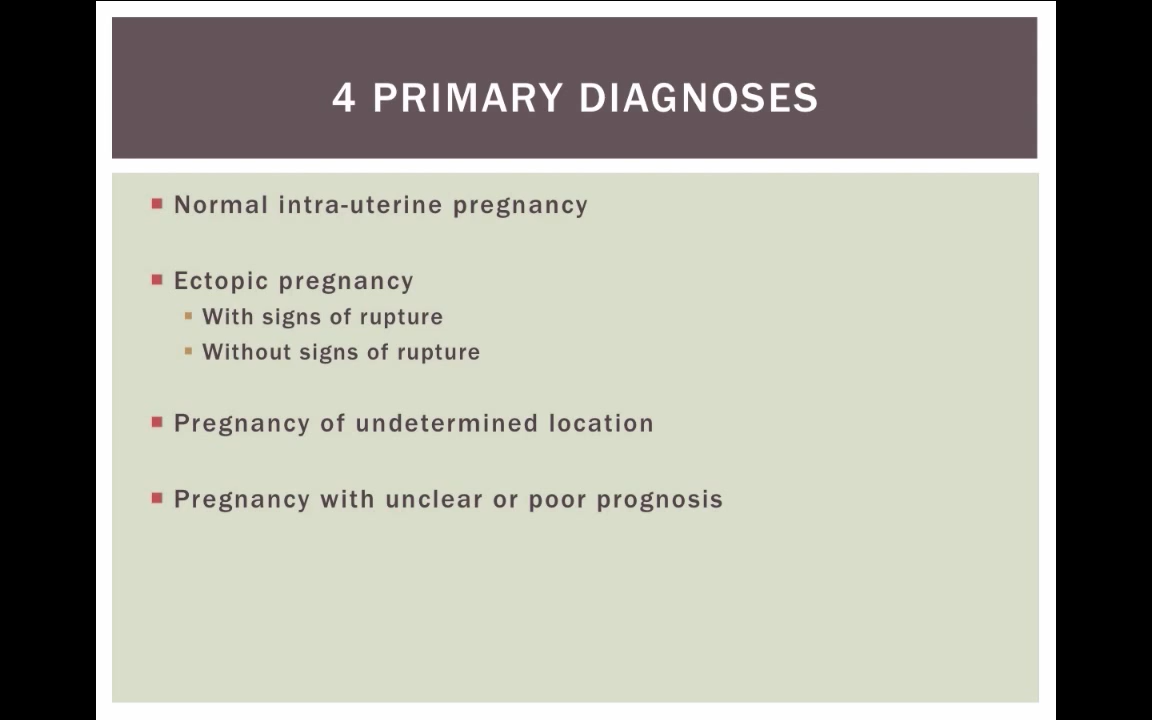 4 PRIMARY DIAGNOSES
Normal intra-uterine pregnancy
Ectopic pregnancy
With signs of rupture
Without signs of rupture
Pregnancy of undetermined location
Pregnancy with unclear or poor prognosis